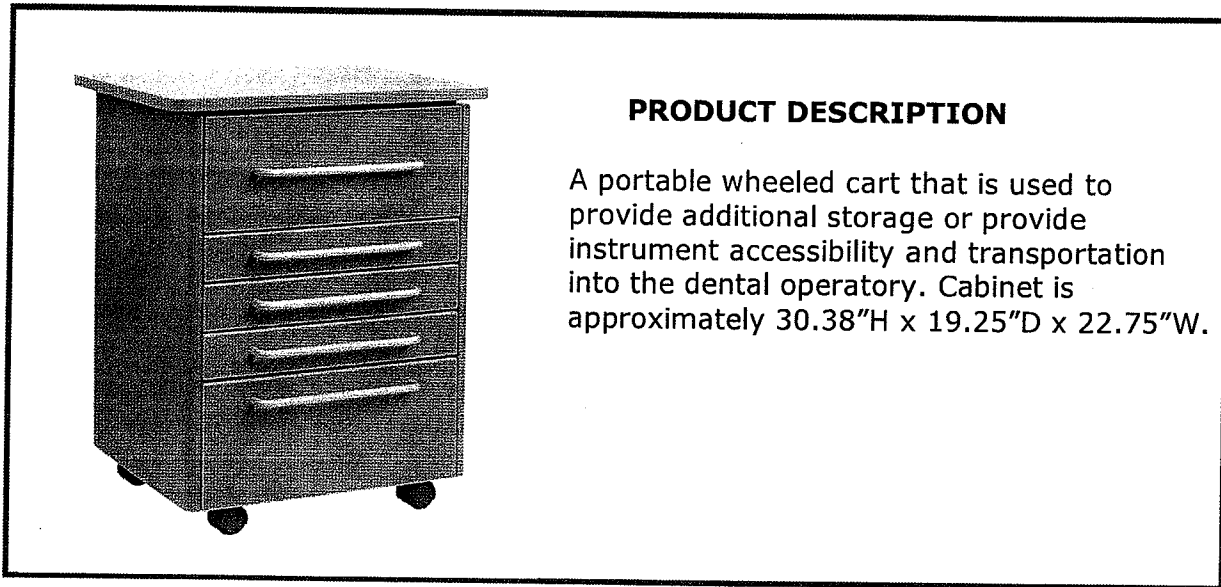 PRODUCT DESCRIPTION
A portable wheeled cart that is used to
provide additional storage or provide
instrument accessibility and transportation
into the dental operatory. Cabinet is
approximately 30.38"H x 19.25"D x 22.75"W.